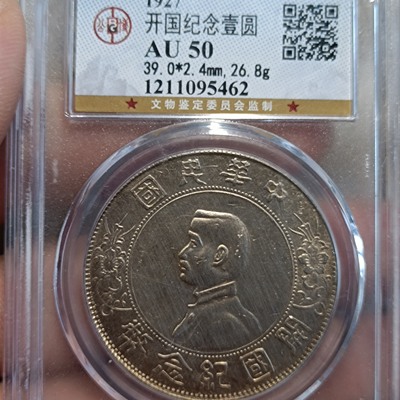 1927
开国纪念壹圆
AU 50
39.0*2.4mm,26.8g
1211095462
★ 文物鉴定委员会监制 ★
國民華中
開國紀念幣